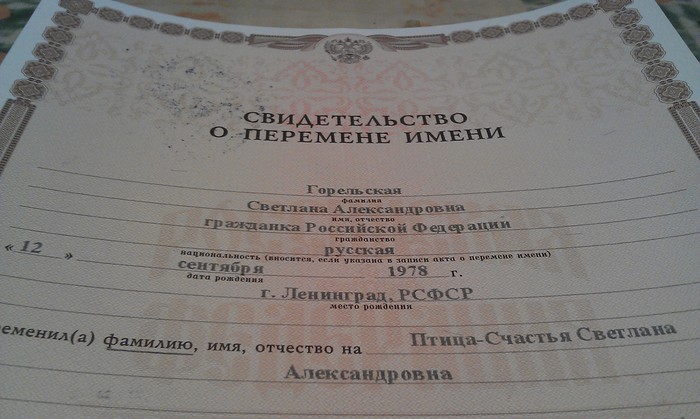 СВИДЕТЕЛЬСТВО
О ПЕРЕМЕНЕ ИМЕНИ
Горельская
фамилия
Светлана Александровна
имя, отчество
гражданка Российской Федерации
гражданство
русская
национальность (вносится, если указана в записи акта о перемене имени)
« 12 » сентября 1978 г.
дата рождения
г. Ленинград, РСФСР
место рождения
еременил(а) фамилию, имя, отчество на Птица-Счастья Светлана
Александровна